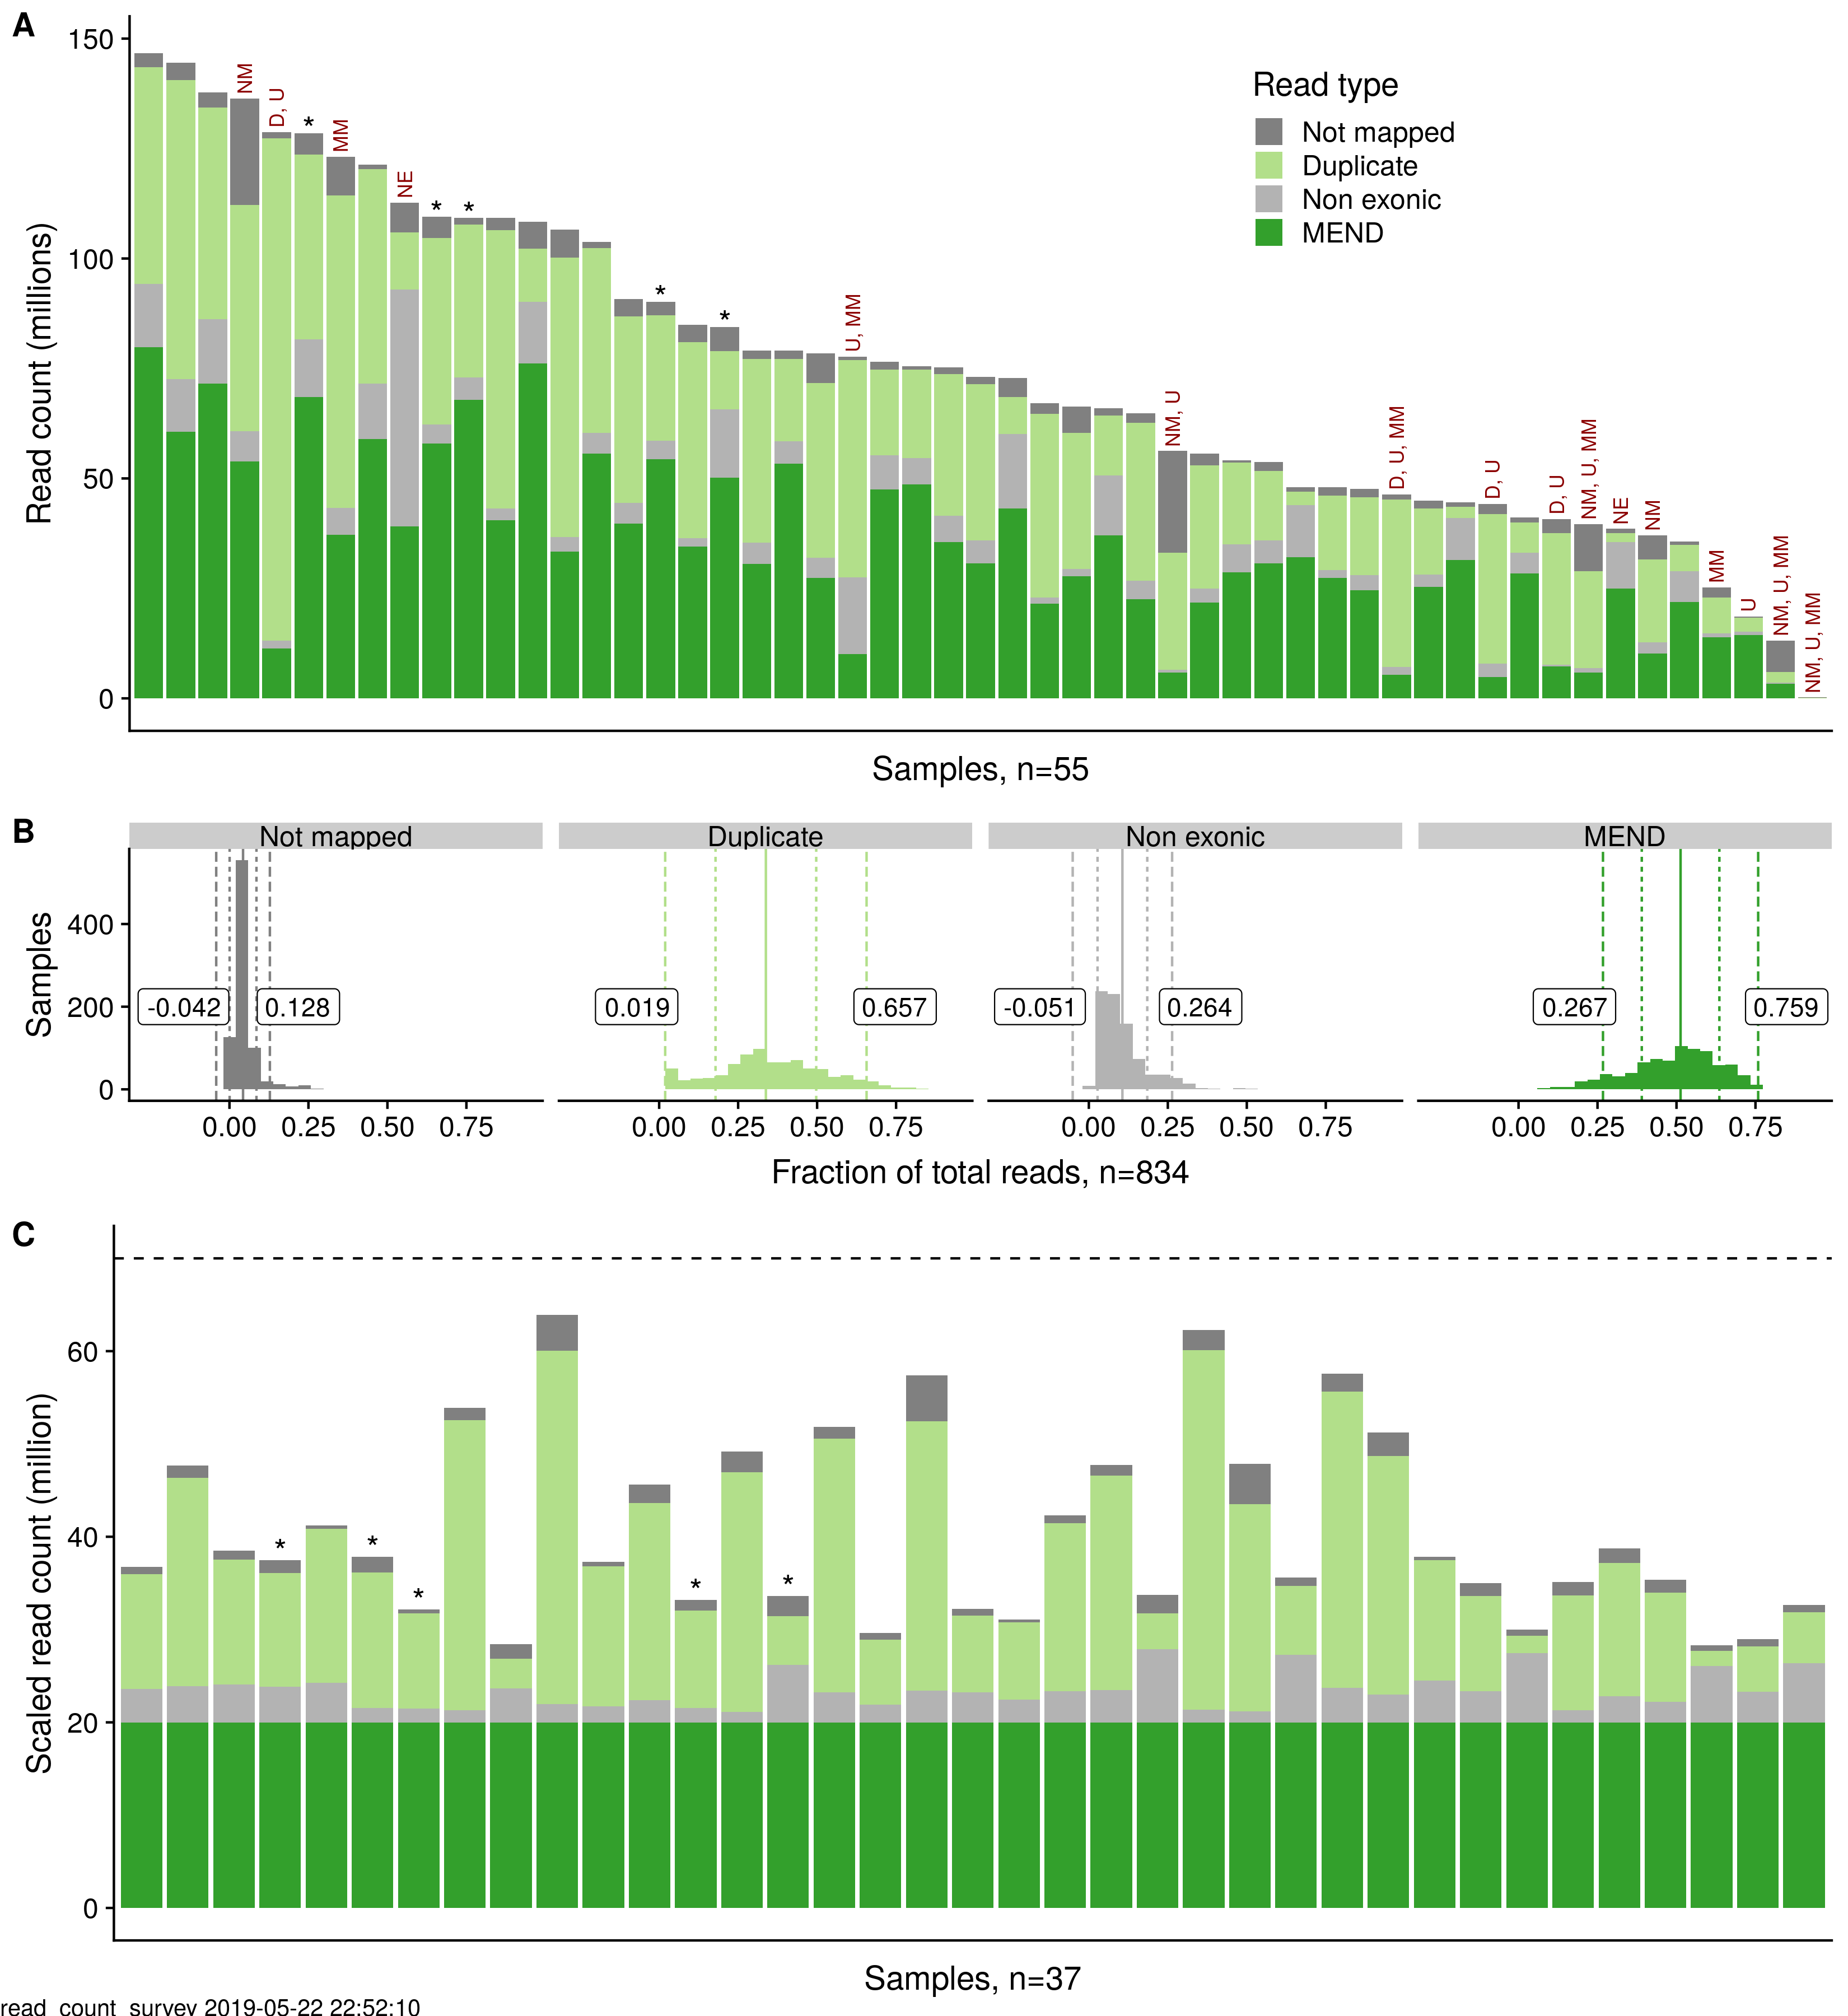 A
150
100
50
0
Read count (millions)
NM
D, U
*
MM
NE
*
*
*
*
U, MM
NM, U
D, U, MM
D, U
D, U
NM, U, MM
NE
NM
MM
U
NM, U, MM
NM, U, MM
Read type
Not mapped
Duplicate
Non exonic
MEND
Samples, n=55
B
Not mapped
Duplicate
Non exonic
MEND
Samples
400
200
0
-0.042
0.128
0.019
0.657
-0.051
0.264
0.267
0.759
0.00 0.25 0.50 0.75
0.00 0.25 0.50 0.75
0.00 0.25 0.50 0.75
0.00 0.25 0.50 0.75
Fraction of total reads, n=834
C
60
40
20
0
Scaled read count (million)
*
*
*
*
*
Samples, n=37
read_count_survey 2019-05-22 22:52:10